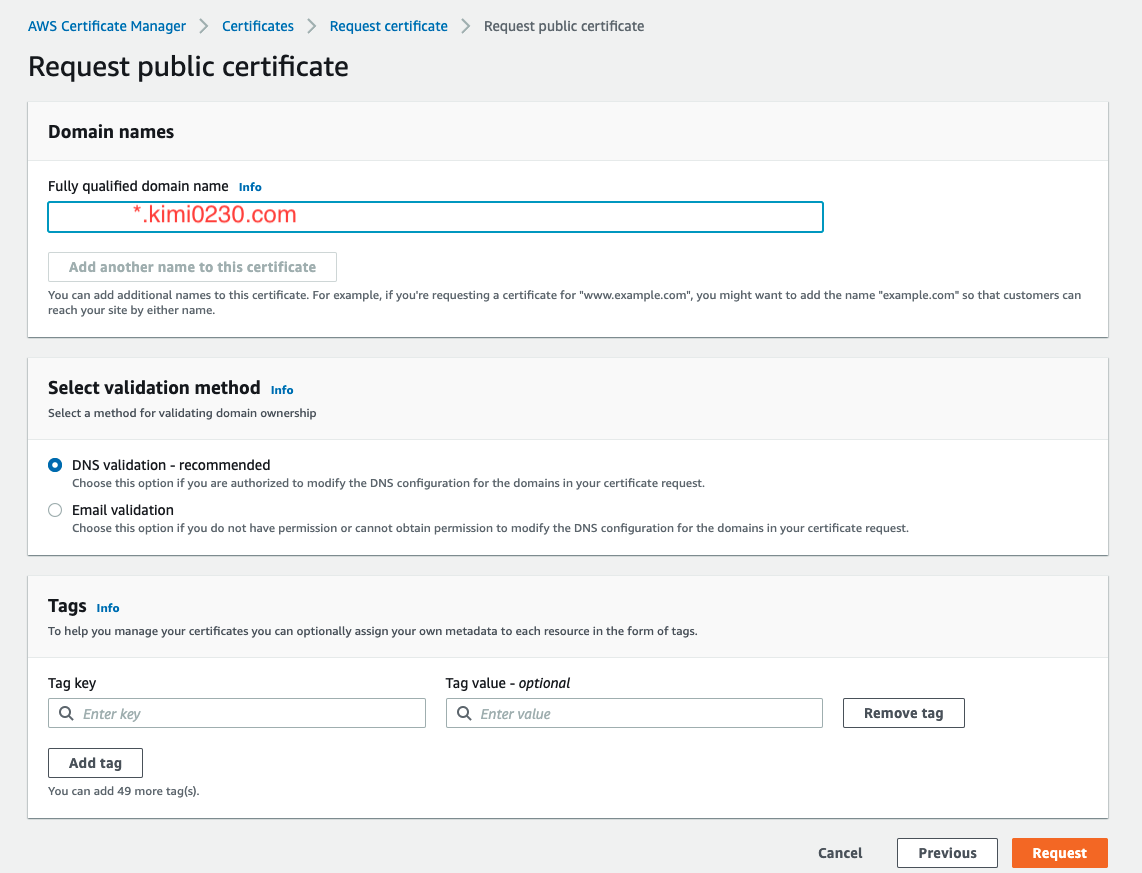 AWS Certificate Manager > Certificates > Request certificate > Request public certificate
Request public certificate
Domain names
Fully qualified domain name Info
*.kimi0230.com
Add another name to this certificate
You can add additional names to this certificate. For example, if you're requesting a certificate for "www.example.com", you might want to add the name "example.com" so that customers can
reach your site by either name.
Select validation method Info
Select a method for validating domain ownership
DNS validation - recommended
Choose this option if you are authorized to modify the DNS configuration for the domains in your certificate request.
Email validation
Choose this option if you do not have permission or cannot obtain permission to modify the DNS configuration for the domains in your certificate request.
Tags Info
To help you manage your certificates you can optionally assign your own metadata to each resource in the form of tags.
Tag key Tag value - optional
Enter key Enter value Remove tag
Add tag
You can add 49 more tag(s).
Cancel Previous Request